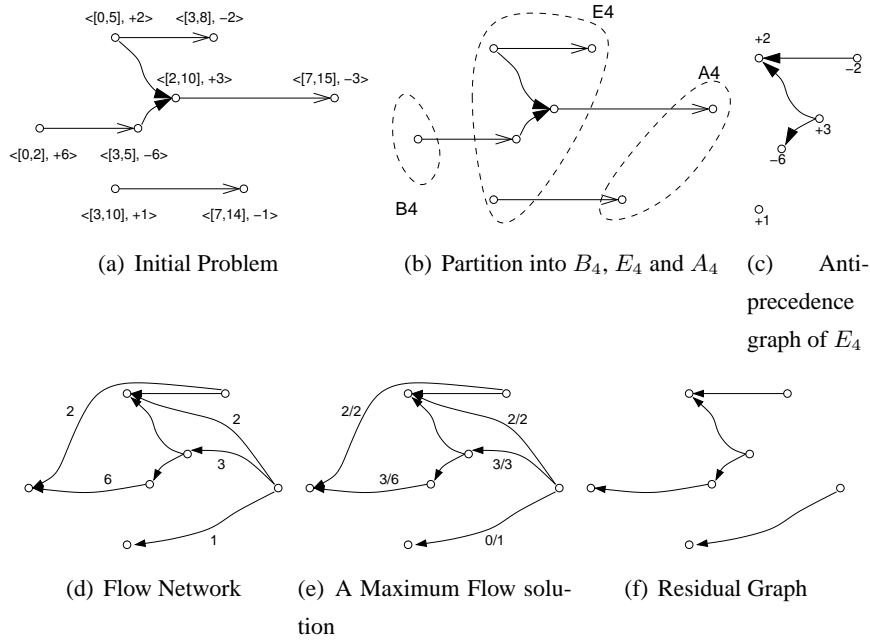 <[0,5], +2> <[3,8], −2>
<[2,10], +3> <[7,15], −3>
<[0,2], +6> <[3,5], −6>
<[3,10], +1> <[7,14], −1>
E4
A4
B4
+2
−2
+3
−6
+1
(a) Initial Problem
(b) Partition into B₄, E₄ and A₄
(c) Anti-
precedence
graph of E₄
2
2
3
6
1
2/2
2/2
3/3
3/6
0/1
(d) Flow Network
(e) A Maximum Flow solu-
tion
(f) Residual Graph